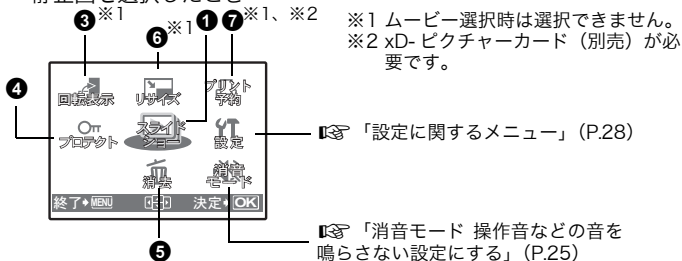 静止画を選択したとき
❸※1
❻※1
❶
❼※1、※2
※1 ムービー選択時は選択できません。
※2 xD-ピクチャーカード（別売）が必
要です。
❹
回転表示
リサイズ
プリント
予約
プロテクト
スライド
ショー
設定
☞「設定に関するメニュー」（P.28）
消去
消音
モード
終了 MENU
決定 OK
❺
☞「消音モード 操作音などの音を
鳴らさない設定にする」（P.25）